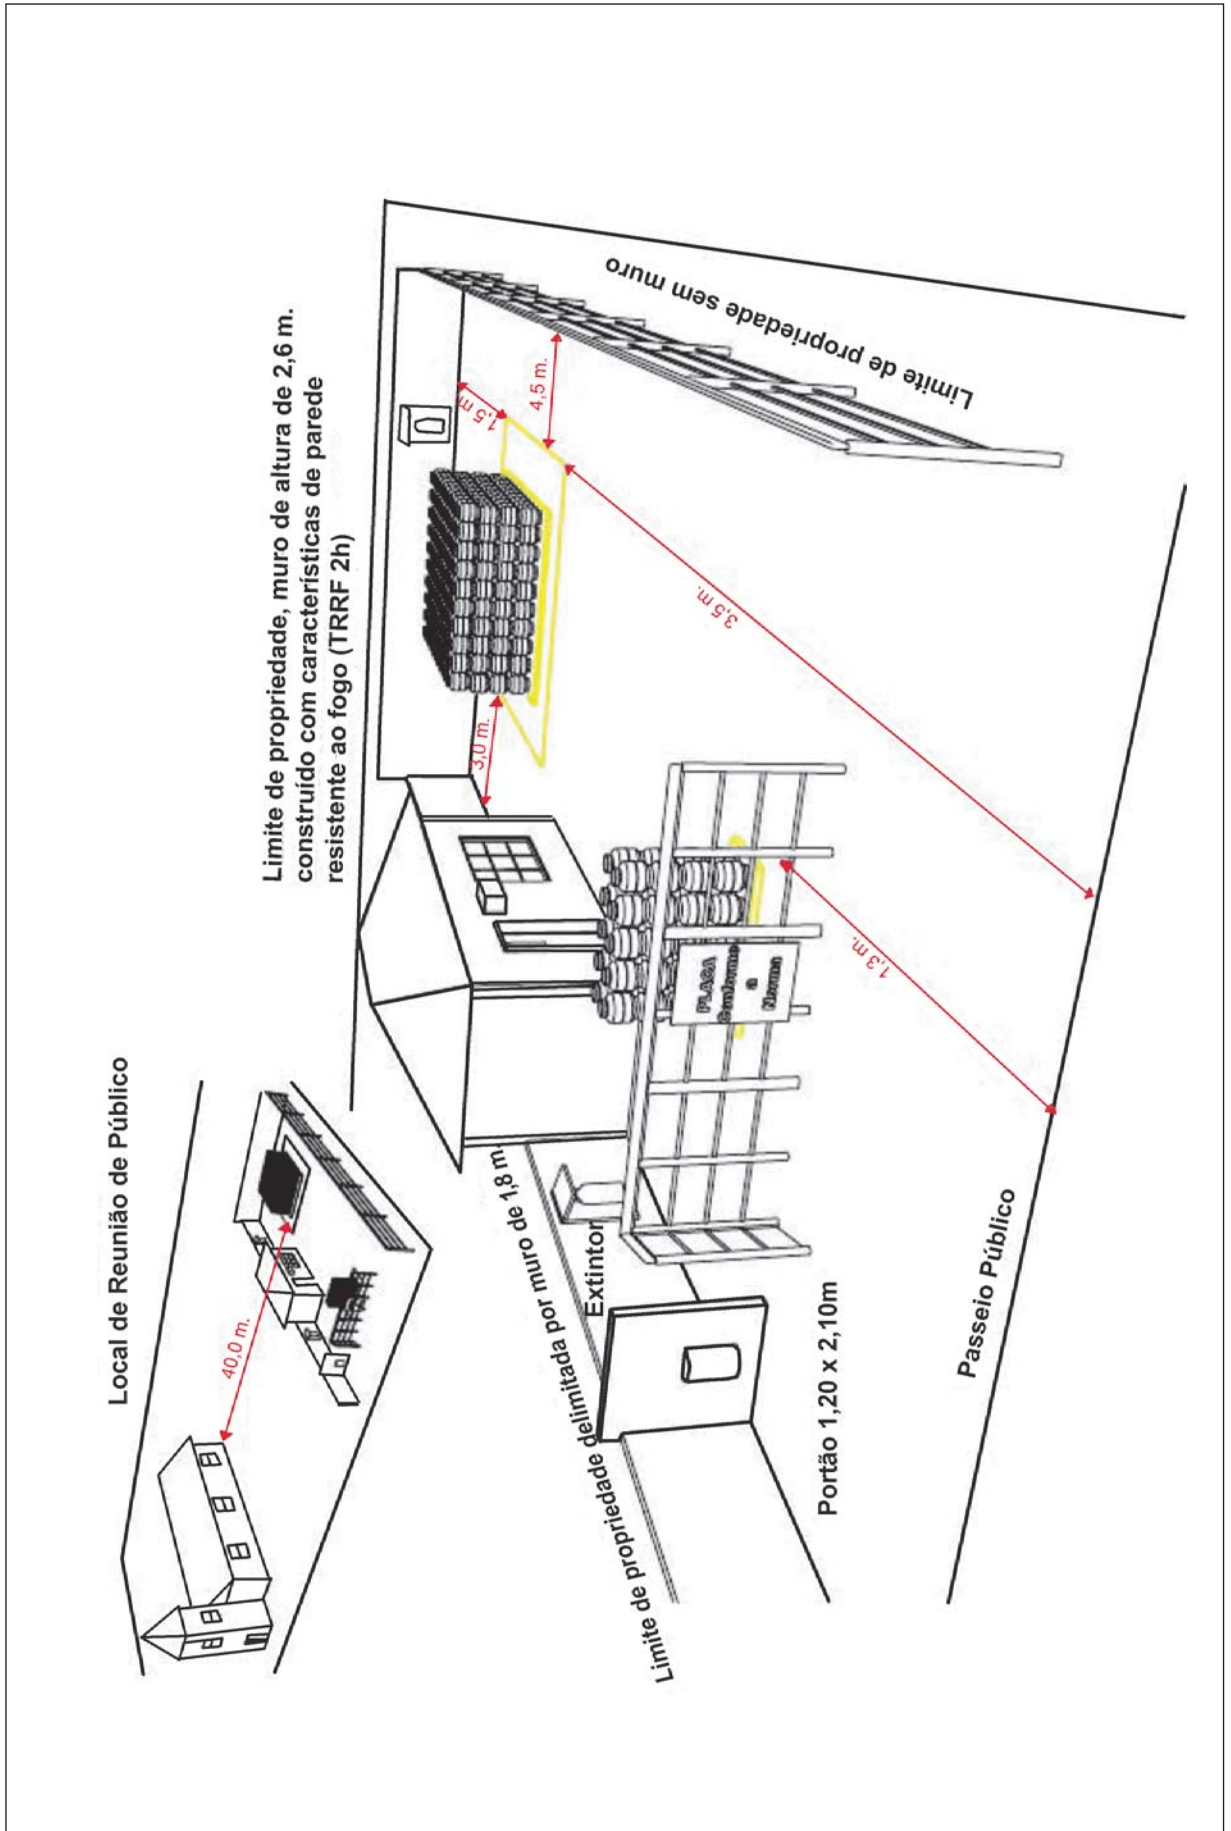 Local de Reunião de Público
40,0 m.
Limite de propriedade, muro de altura de 2,6 m.
construído com características de parede
resistente ao fogo (TRRF 2h)
1,5 m
4,5 m.
3,0 m.
Limite de propriedade sem muro
3,5 m.
1,3 m.
PLACA
Conforme
a
Norma
Limite de propriedade delimitada por muro de 1,8 m.
Extintor
Portão 1,20 x 2,10m
Passeio Público